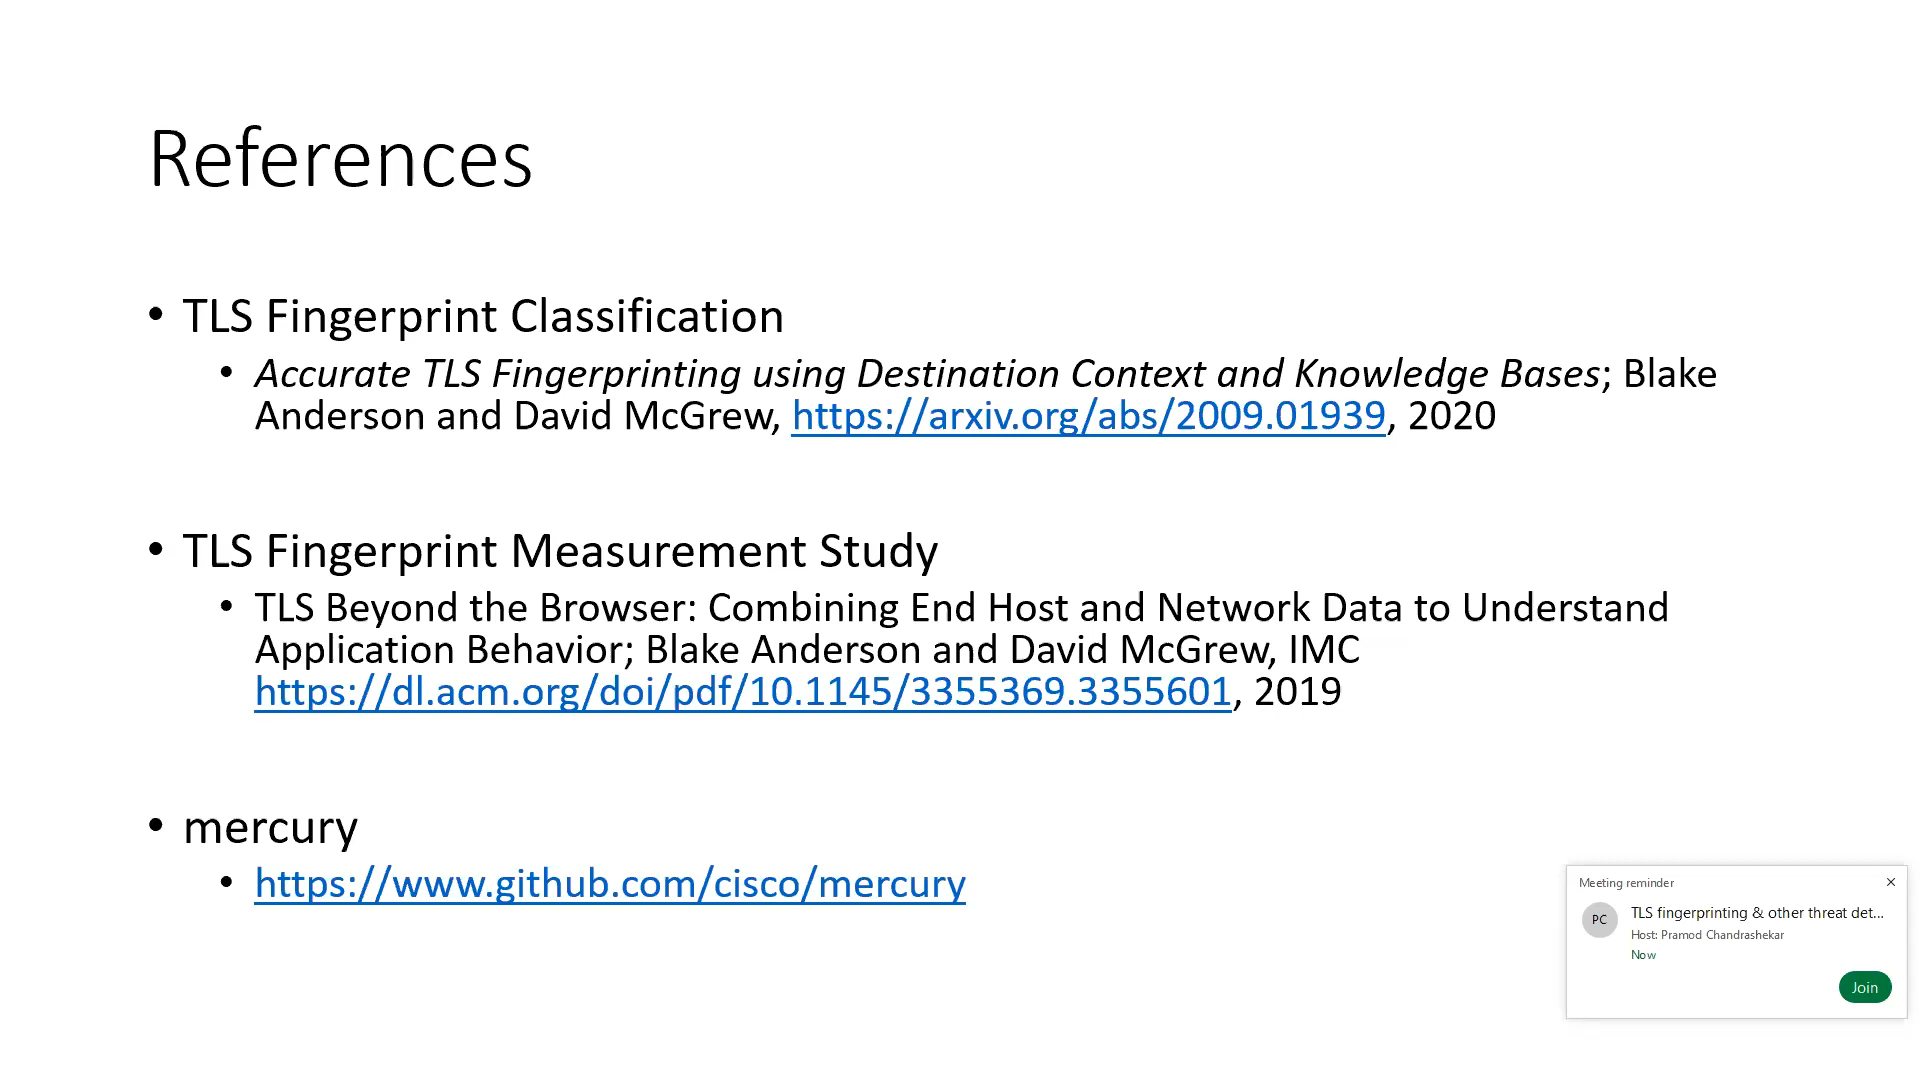 References
• TLS Fingerprint Classification
• Accurate TLS Fingerprinting using Destination Context and Knowledge Bases; Blake
Anderson and David McGrew, https://arxiv.org/abs/2009.01939, 2020
• TLS Fingerprint Measurement Study
• TLS Beyond the Browser: Combining End Host and Network Data to Understand
Application Behavior; Blake Anderson and David McGrew, IMC
https://dl.acm.org/doi/pdf/10.1145/3355369.3355601, 2019
• mercury
• https://www.github.com/cisco/mercury
Meeting reminder
PC
TLS fingerprinting & other threat det...
Host: Pramod Chandrashekar
Now
Join